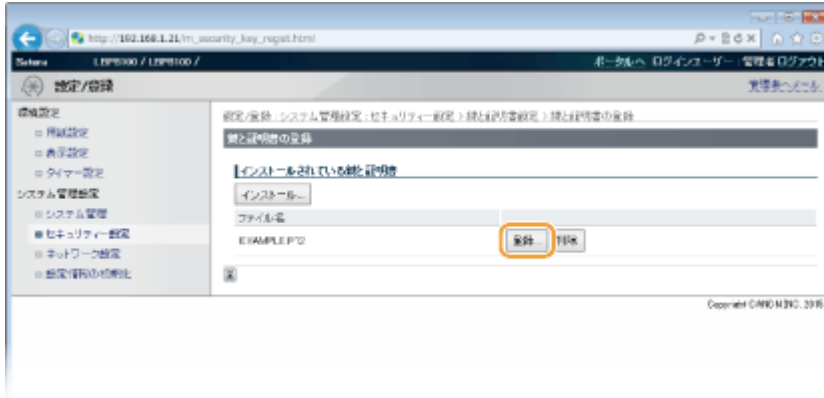 http://192.168.1.21/m_security_key_regist.html
Satera LBP8100 / LBP8100 /
ポータルへ ログインユーザー: 管理者 ログアウト
設定/登録
管理者へメール
環境設定
用紙設定
表示設定
タイマー設定
システム管理設定
システム管理
セキュリティー設定
ネットワーク設定
設定情報の初期化
設定/登録 : システム管理設定 : セキュリティー設定 > 鍵と証明書設定 > 鍵と証明書の登録
鍵と証明書の登録
インストールされている鍵と証明書
インストール...
ファイル名
EXAMPLE.P12
登録...
削除
Copyright CANON INC. 2015